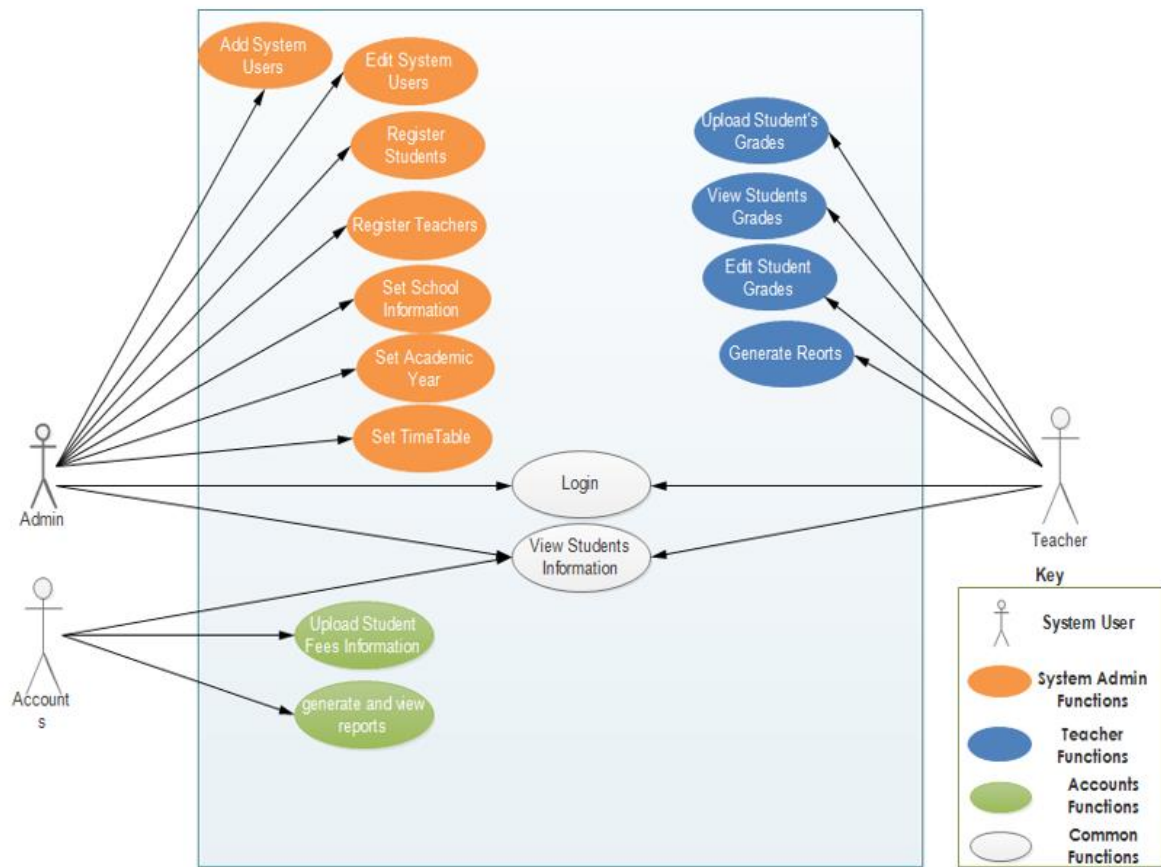 Add System
Users
Edit System
Users
Register
Students
Register Teachers
Set School
Information
Set Academic
Year
Set TimeTable
Upload Student's
Grades
View Students
Grades
Edit Student
Grades
Generate Reorts
Login
View Students
Information
Upload Student
Fees Information
generate and view
reports
Admin
Account
s
Teacher
Key
System User
System Admin
Functions
Teacher
Functions
Accounts
Functions
Common
Functions